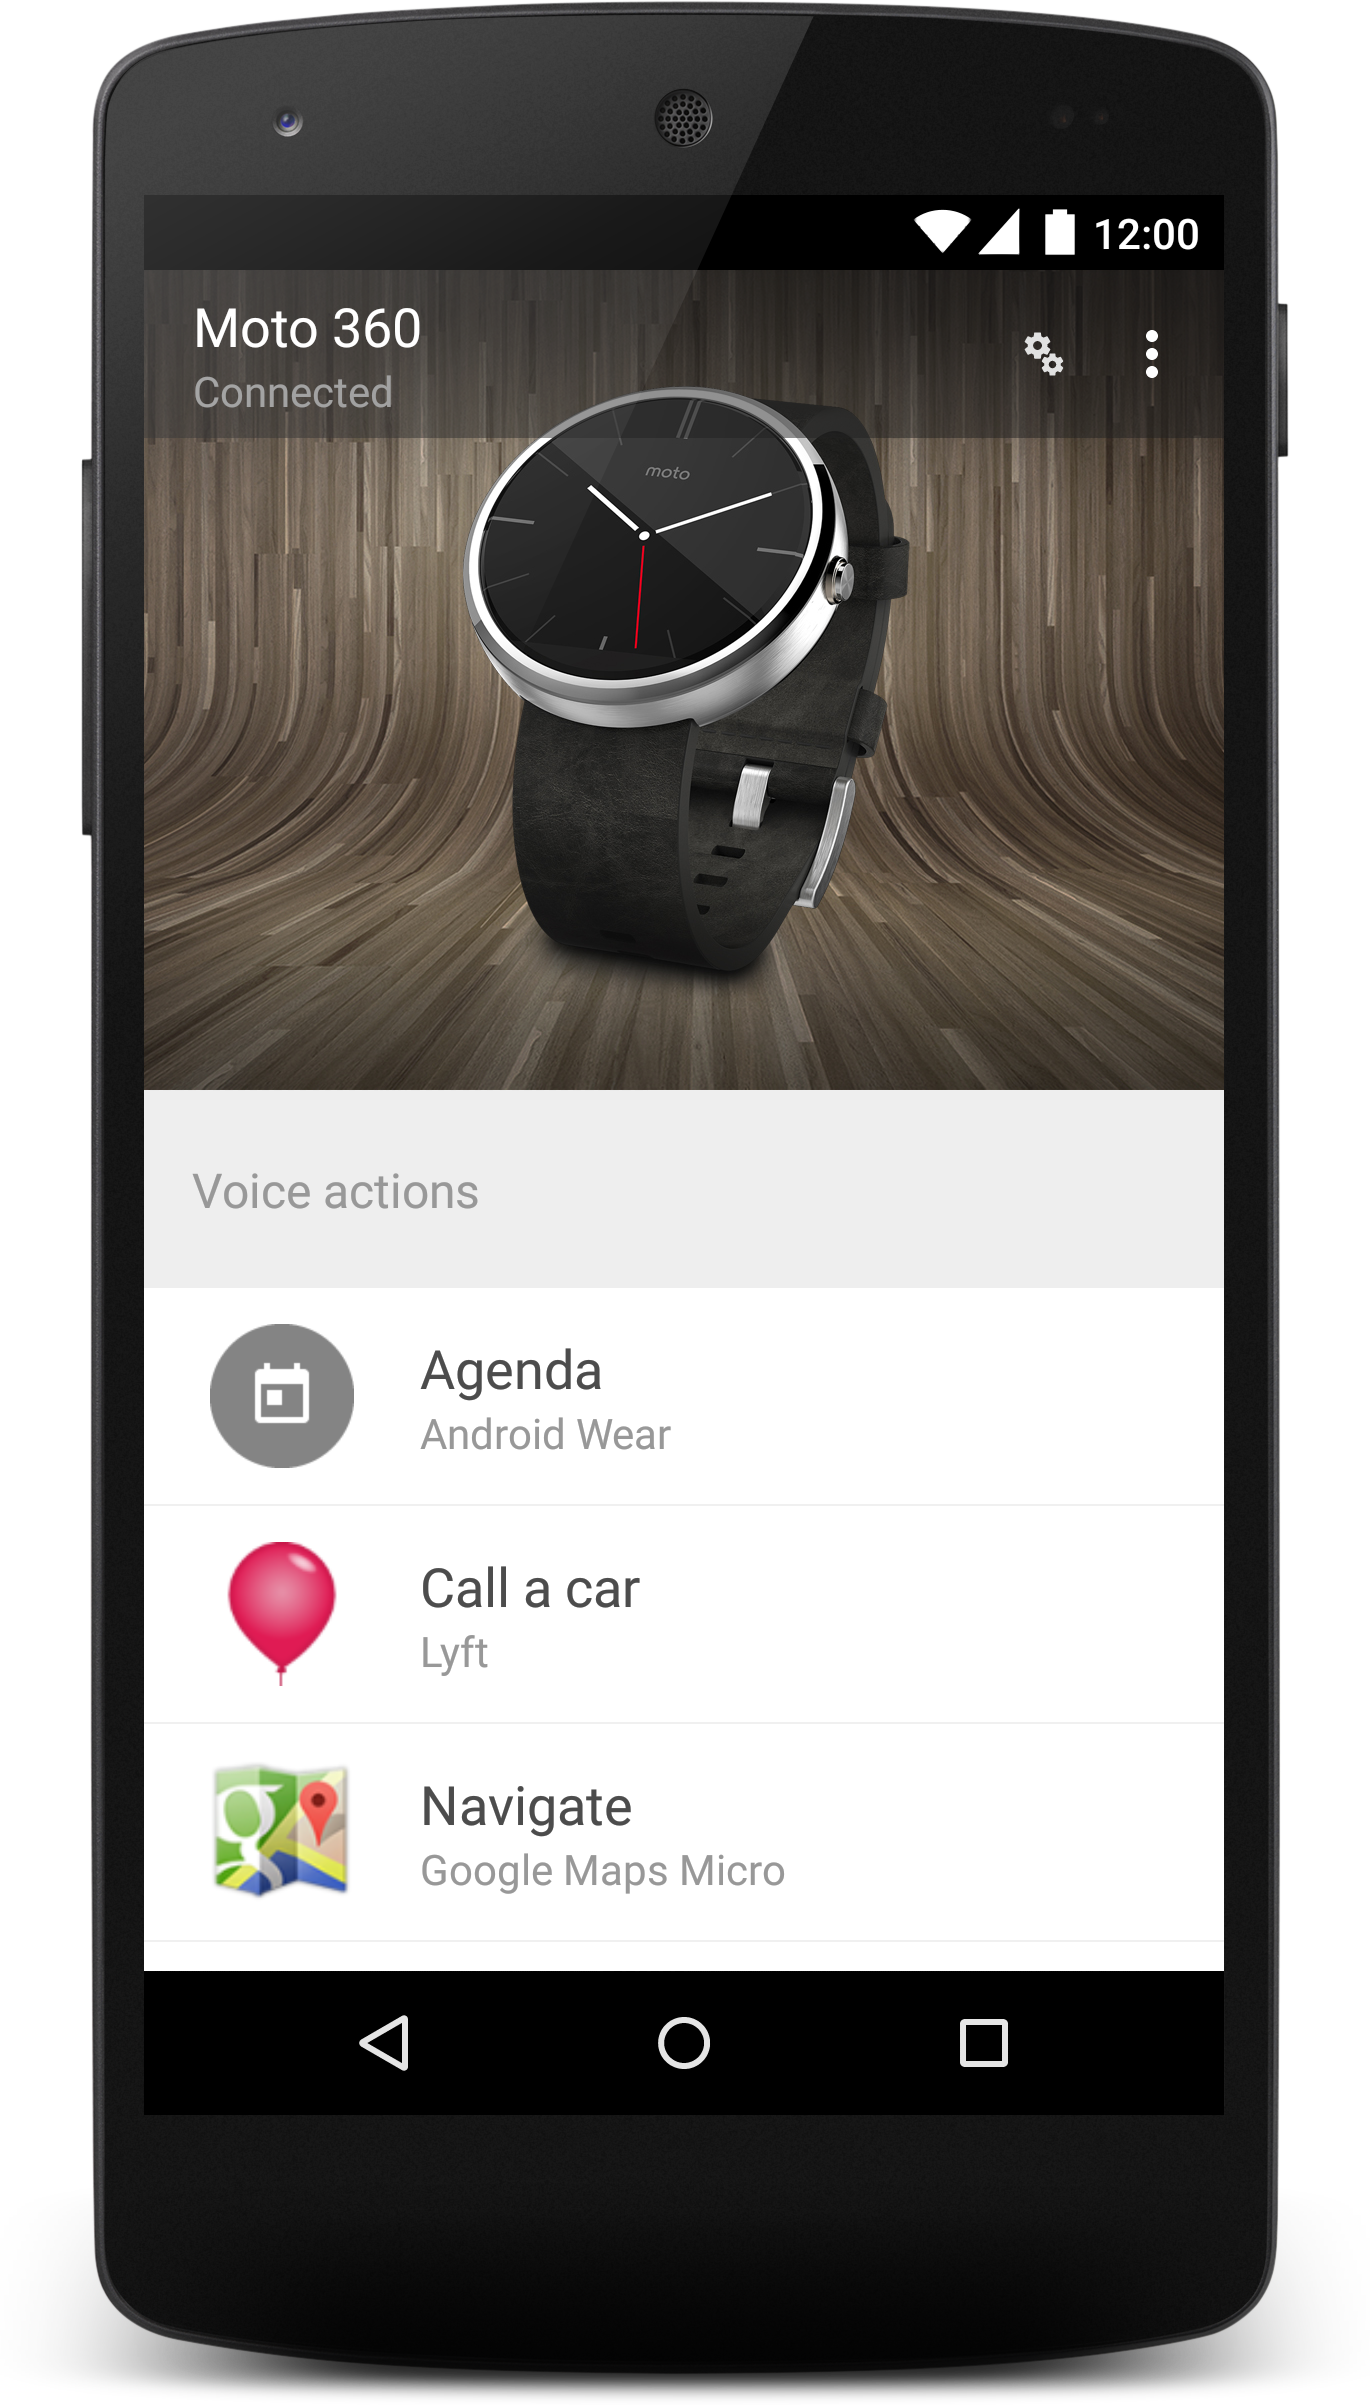 12:00
Moto 360
Connected
moto
Voice actions
Agenda
Android Wear
Call a car
Lyft
Navigate
Google Maps Micro